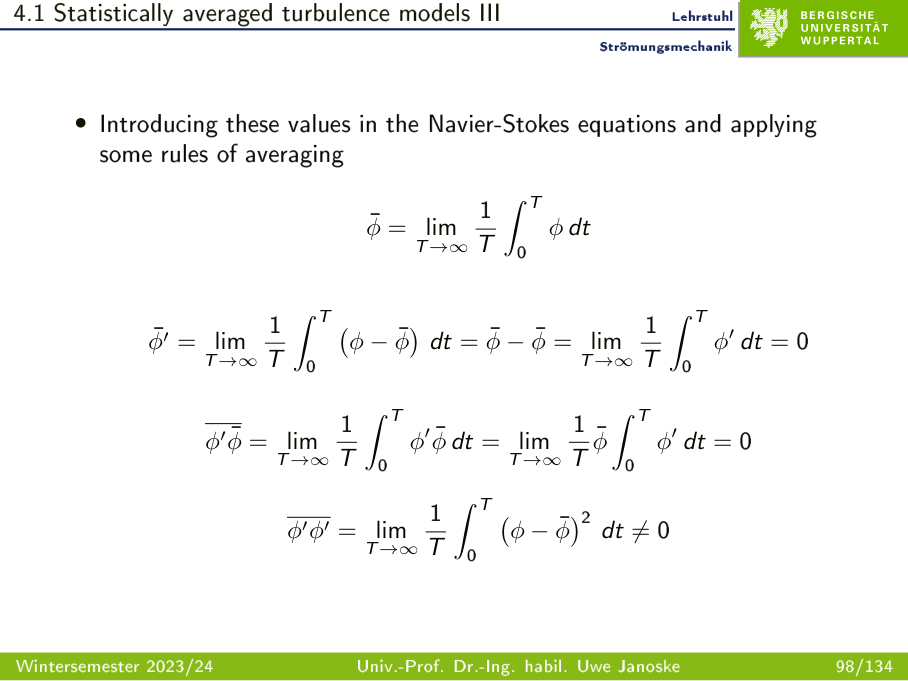 4.1 Statistically averaged turbulence models III
Lehrstuhl
Strömungsmechanik
BERGISCHE
UNIVERSITÄT
WUPPERTAL
• Introducing these values in the Navier-Stokes equations and applying
some rules of averaging
$\bar{\phi} = \lim_{T \to \infty} \frac{1}{T} \int_0^T \phi \, dt$
$\bar{\phi}' = \lim_{T \to \infty} \frac{1}{T} \int_0^T \left(\phi - \bar{\phi}\right) \, dt = \bar{\phi} - \bar{\phi} = \lim_{T \to \infty} \frac{1}{T} \int_0^T \phi' \, dt = 0$
$\overline{\phi'\bar{\phi}} = \lim_{T \to \infty} \frac{1}{T} \int_0^T \phi'\bar{\phi} \, dt = \lim_{T \to \infty} \frac{1}{T} \bar{\phi} \int_0^T \phi' \, dt = 0$
$\overline{\phi'\phi'} = \lim_{T \to \infty} \frac{1}{T} \int_0^T \left(\phi - \bar{\phi}\right)^2 \, dt \neq 0$
Wintersemester 2023/24
Univ.-Prof. Dr.-Ing. habil. Uwe Janoske
98/134